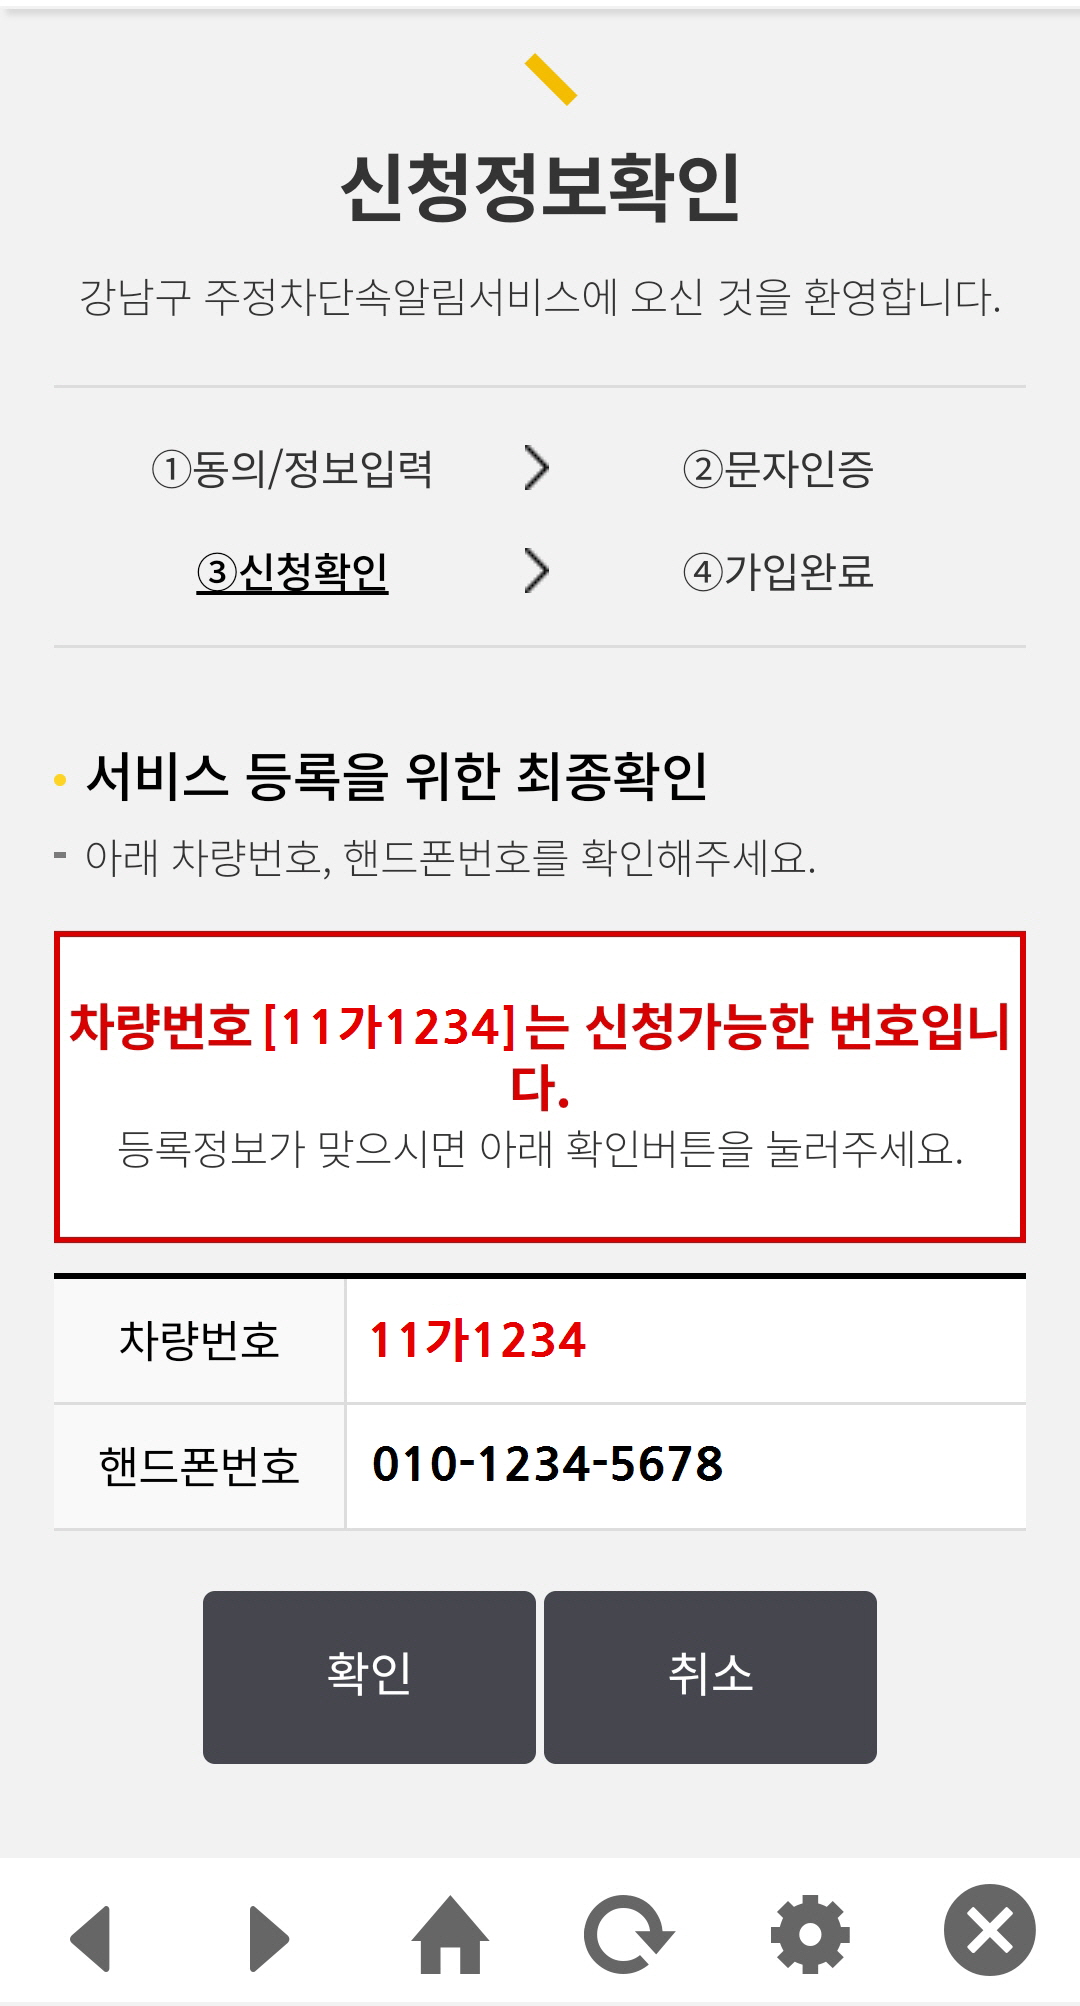 신청정보확인
강남구 주정차단속알림서비스에 오신 것을 환영합니다.
①동의/정보입력
②문자인증
③신청확인
④가입완료
서비스 등록을 위한 최종확인
- 아래 차량번호, 핸드폰번호를 확인해주세요.
차량번호 [11가1234]는 신청가능한 번호입니
다.
등록정보가 맞으시면 아래 확인버튼을 눌러주세요.
차량번호 11가1234
핸드폰번호 010-1234-5678
확인 취소